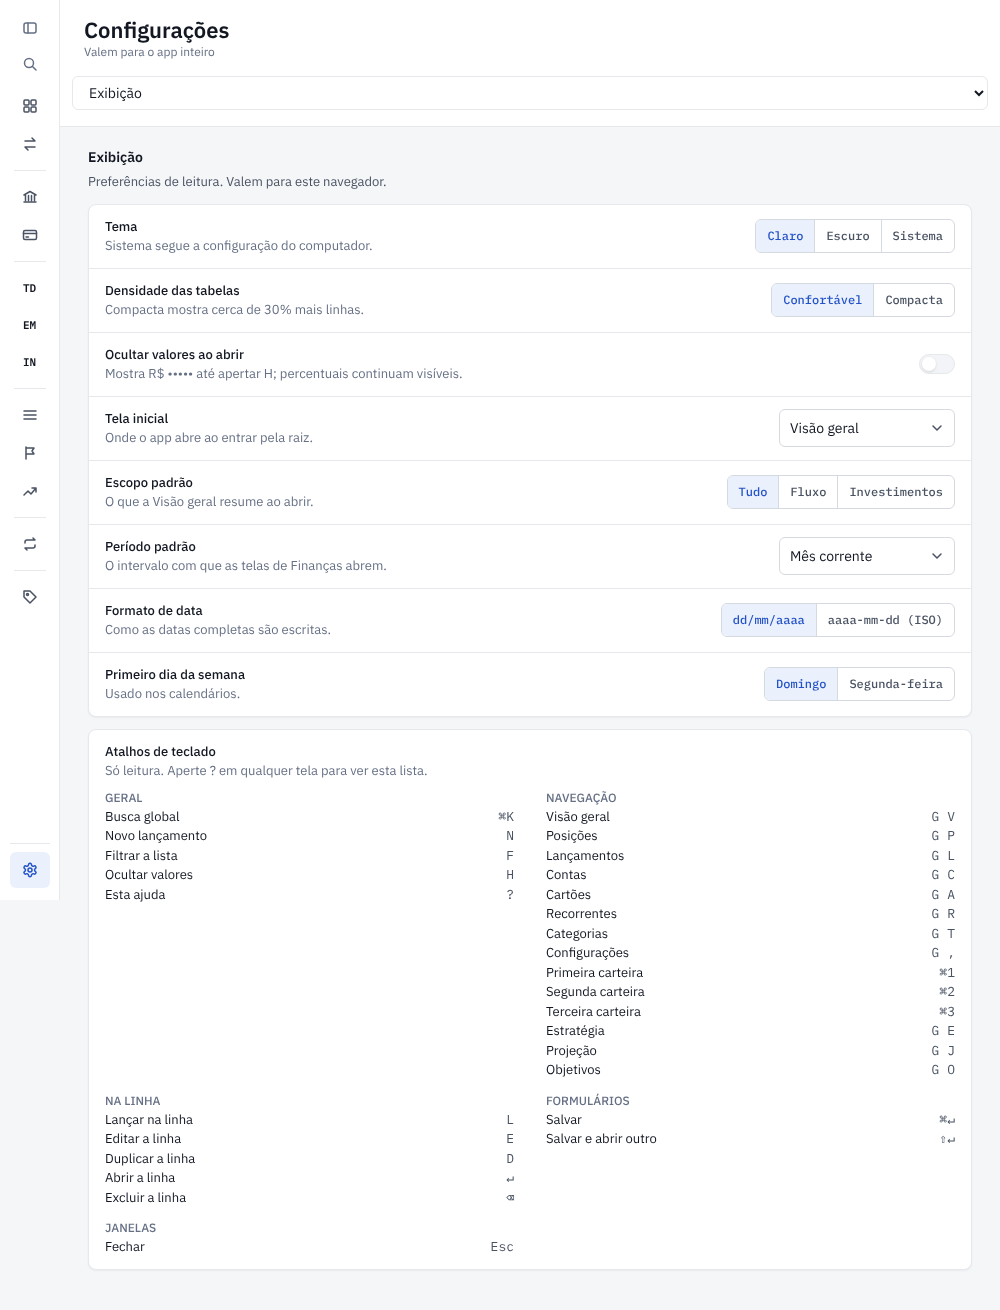 Configurações
Valem para o app inteiro
Exibição
TD
EM
IN
Exibição
Preferências de leitura. Valem para este navegador.
Tema
Sistema segue a configuração do computador.
Claro Escuro Sistema
Densidade das tabelas
Compacta mostra cerca de 30% mais linhas.
Confortável Compacta
Ocultar valores ao abrir
Mostra R$ ••••• até apertar H; percentuais continuam visíveis.
Tela inicial
Onde o app abre ao entrar pela raiz.
Visão geral
Escopo padrão
O que a Visão geral resume ao abrir.
Tudo Fluxo Investimentos
Período padrão
O intervalo com que as telas de Finanças abrem.
Mês corrente
Formato de data
Como as datas completas são escritas.
dd/mm/aaaa aaaa-mm-dd (ISO)
Primeiro dia da semana
Usado nos calendários.
Domingo Segunda-feira
Atalhos de teclado
Só leitura. Aperte ? em qualquer tela para ver esta lista.
GERAL
Busca global ⌘K
Novo lançamento N
Filtrar a lista F
Ocultar valores H
Esta ajuda ?
NAVEGAÇÃO
Visão geral G V
Posições G P
Lançamentos G L
Contas G C
Cartões G A
Recorrentes G R
Categorias G T
Configurações G ,
Primeira carteira ⌘1
Segunda carteira ⌘2
Terceira carteira ⌘3
Estratégia G E
Projeção G J
Objetivos G O
NA LINHA
Lançar na linha L
Editar a linha E
Duplicar a linha D
Abrir a linha ↵
Excluir a linha ⌫
FORMULÁRIOS
Salvar ⌘↵
Salvar e abrir outro ⇧↵
JANELAS
Fechar Esc